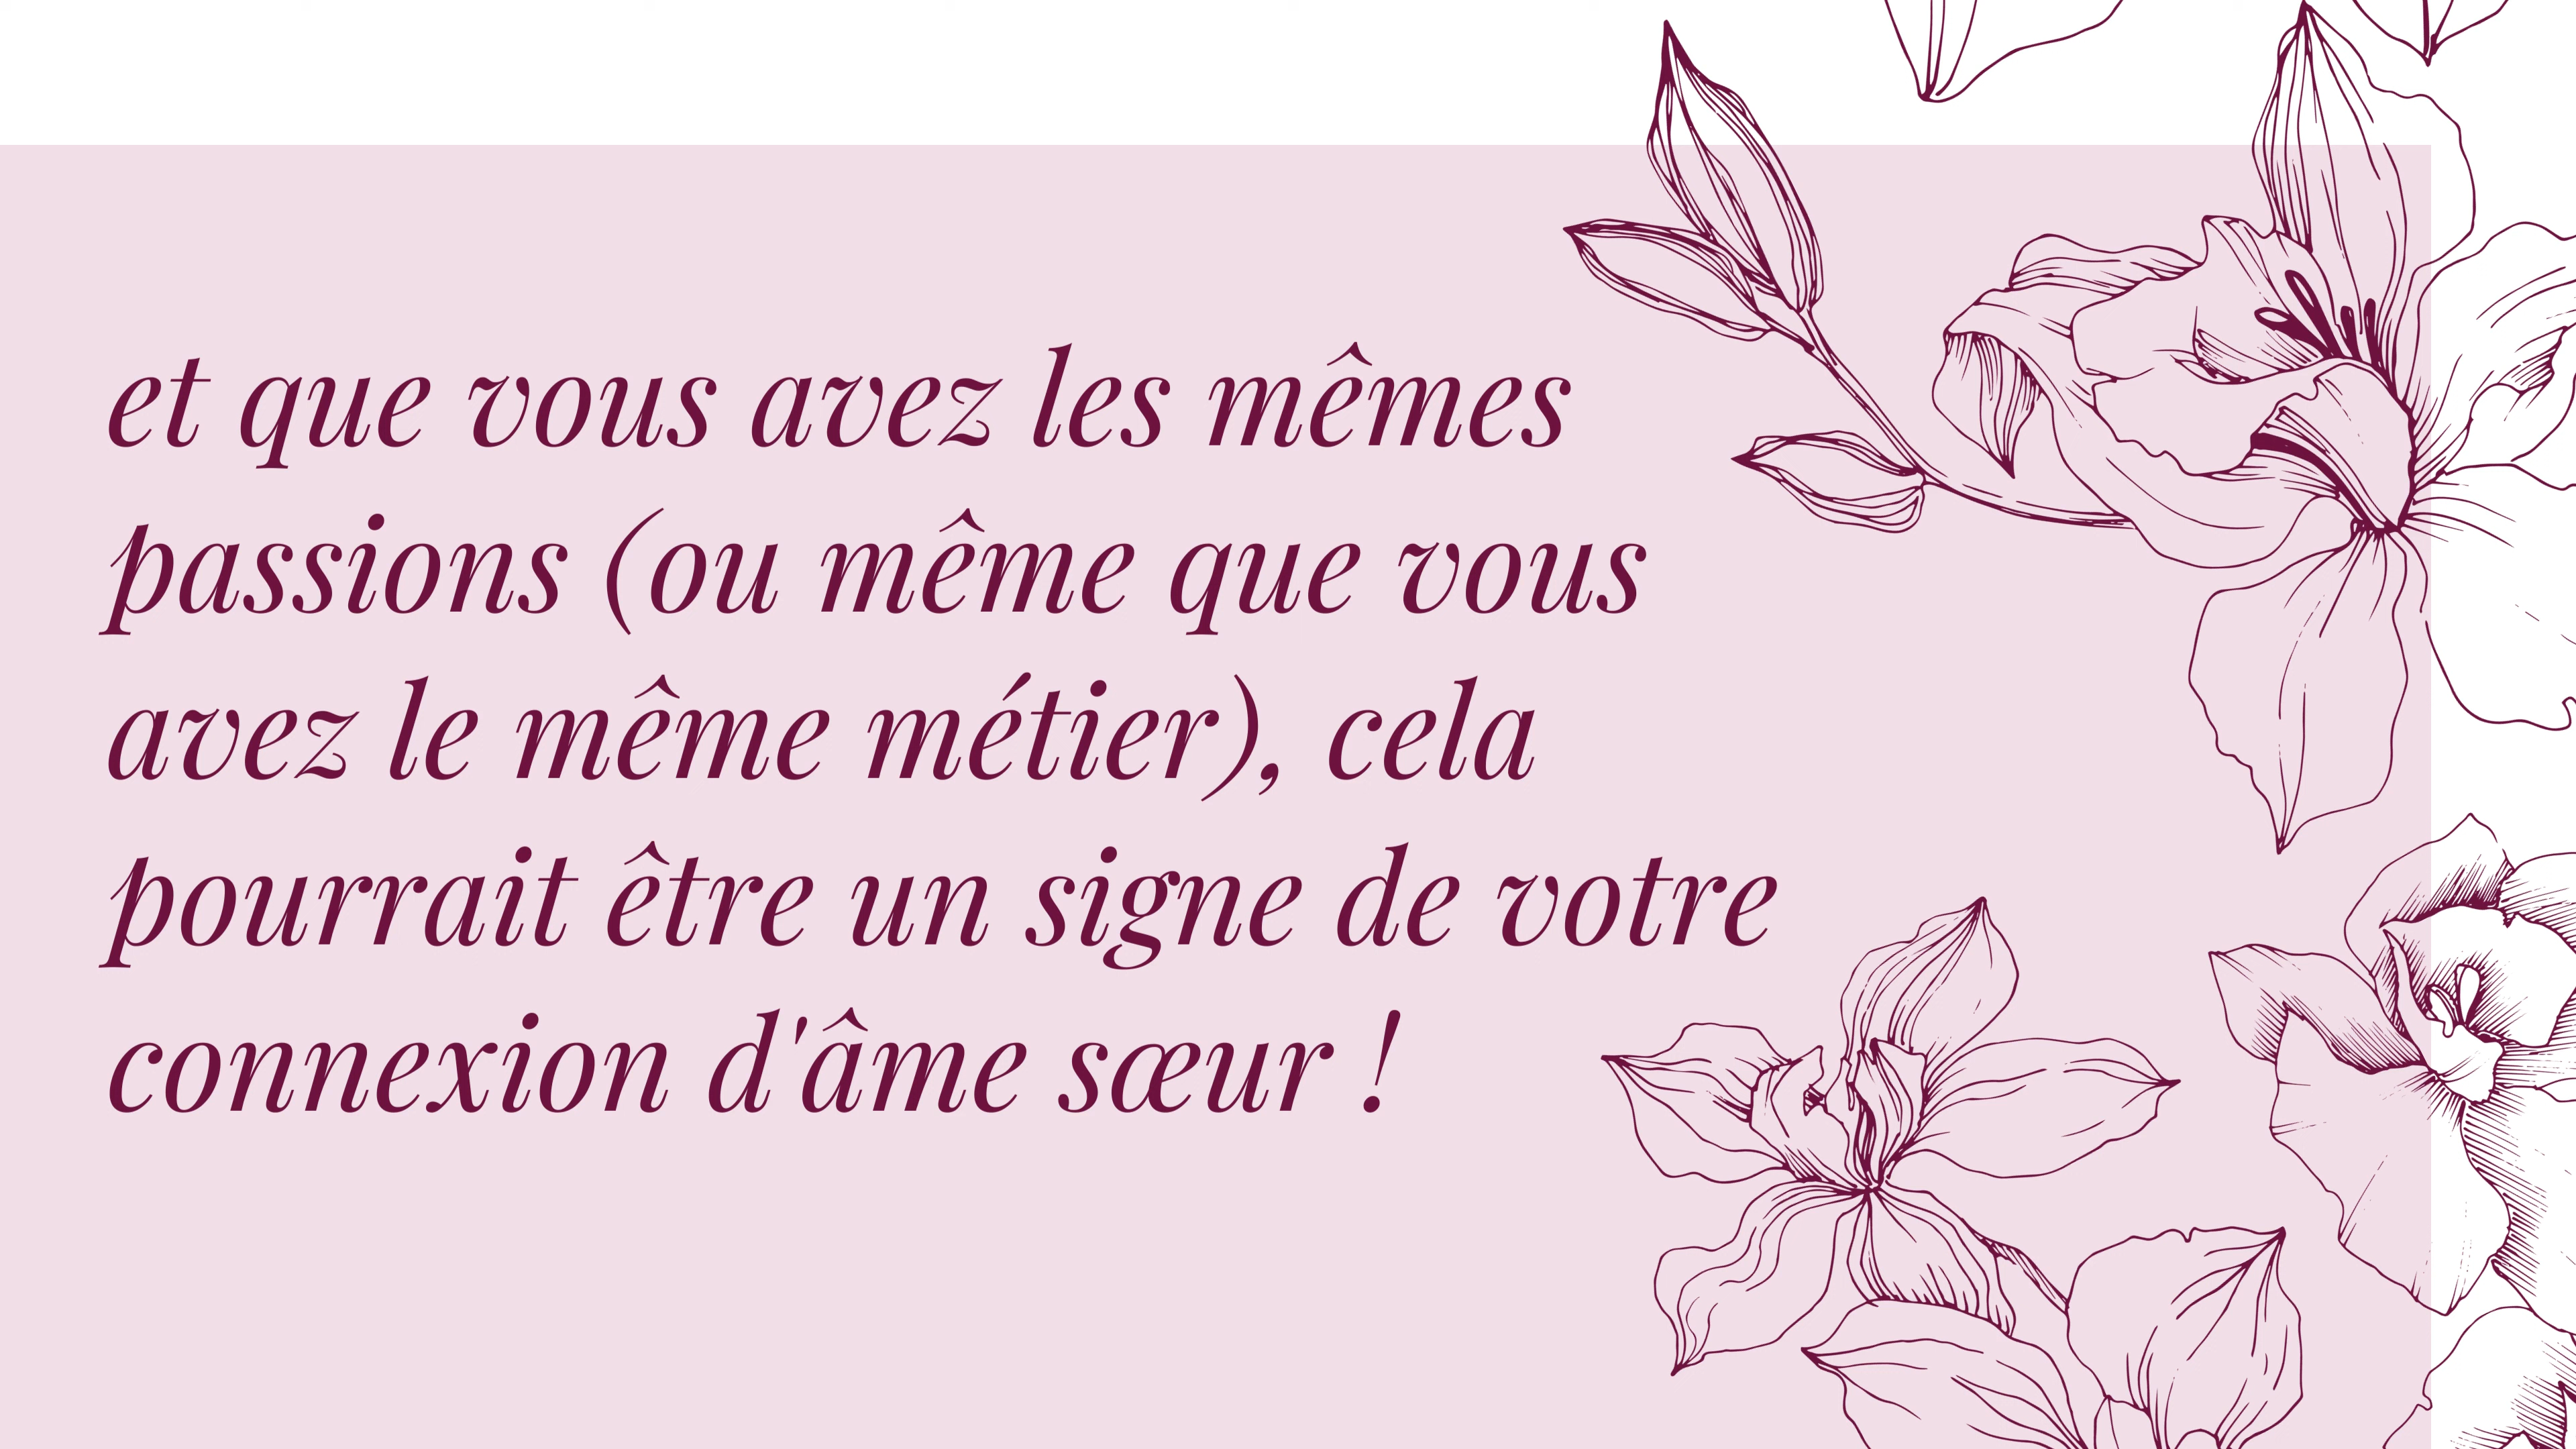 et que vous avez les mêmes
passions (ou même que vous
avez le même métier), cela
pourrait être un signe de votre
connexion d'âme sœur !